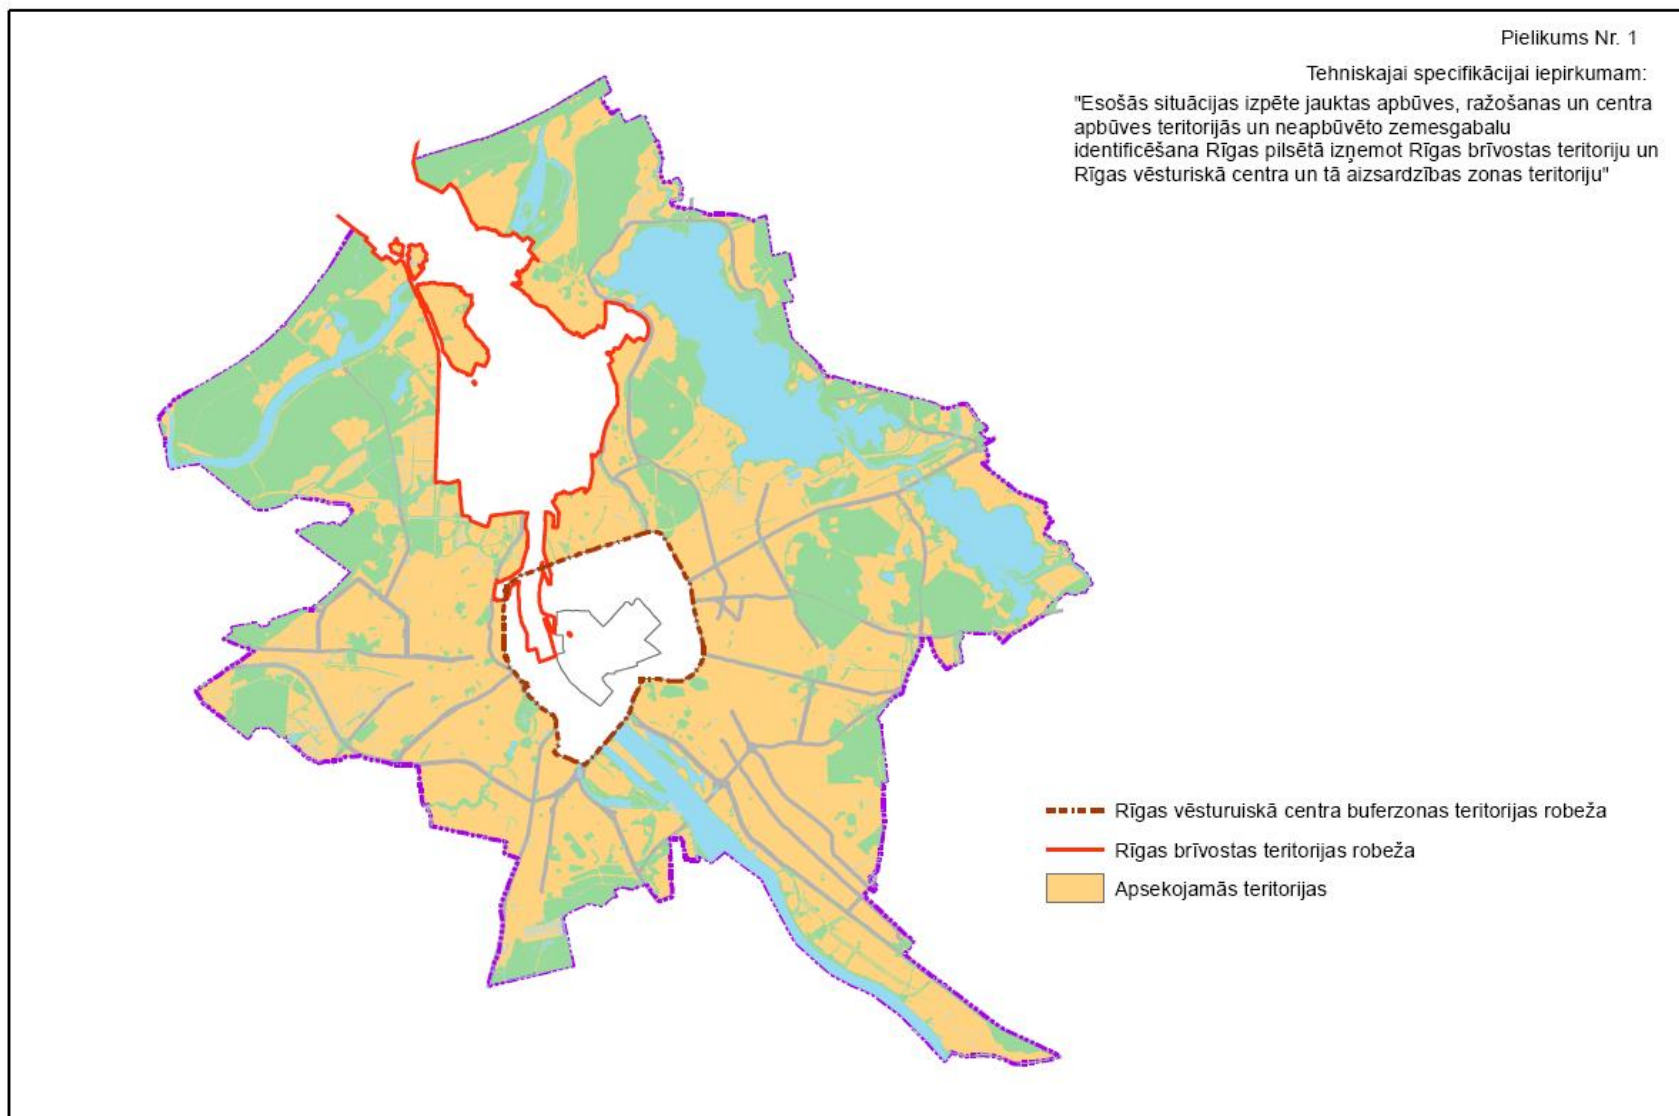 Pielikums Nr. 1
Tehniskajai specifikācijai iepirkumam:
"Esošās situācijas izpēte jauktas apbūves, ražošanas un centra
apbūves teritorijās un neapbūvēto zemesgabalu
identificēšana Rīgas pilsētā izņemot Rīgas brīvostas teritoriju un
Rīgas vēsturiskā centra un tā aizsardzības zonas teritoriju"
Rīgas vēsturuiskā centra buferzonas teritorijas robeža
Rīgas brīvostas teritorijas robeža
Apsekojamās teritorijas